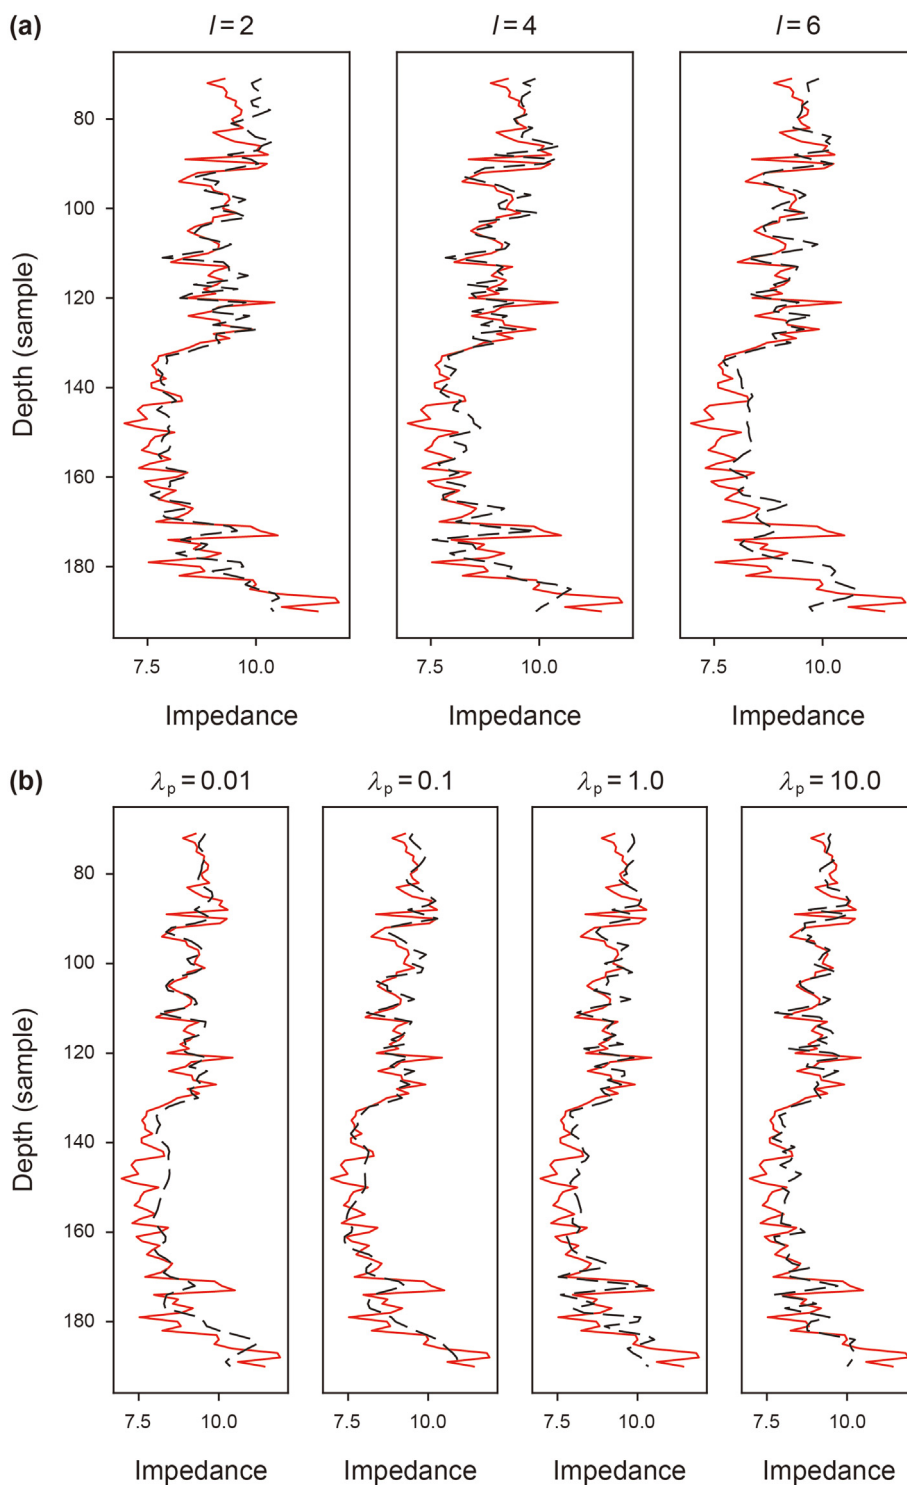 (a)
l = 2
l = 4
l = 6
Depth (sample)
80
100
120
140
160
180
7.5 10.0
7.5 10.0
7.5 10.0
Impedance
Impedance
Impedance
(b)
λp = 0.01
λp = 0.1
λp = 1.0
λp = 10.0
Depth (sample)
80
100
120
140
160
180
7.5 10.0
7.5 10.0
7.5 10.0
7.5 10.0
Impedance
Impedance
Impedance
Impedance